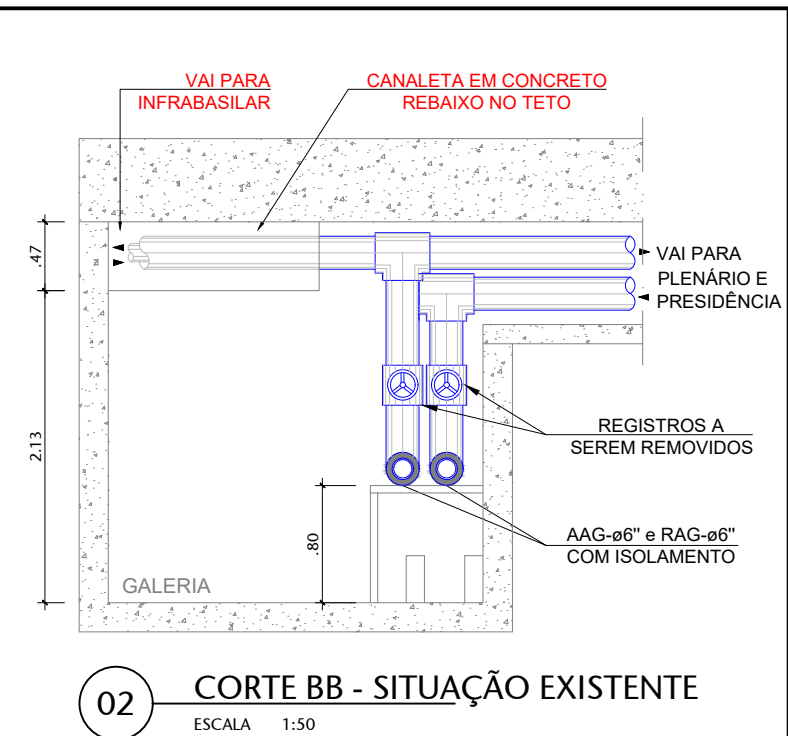 VAI PARA
INFRABASILAR
CANALETA EM CONCRETO
REBAIXO NO TETO
.47
VAI PARA
PLENÁRIO E
PRESIDÊNCIA
2.13
REGISTROS A
SEREM REMOVIDOS
.80
AAG-ø6" e RAG-ø6"
COM ISOLAMENTO
GALERIA
02
CORTE BB - SITUAÇÃO EXISTENTE
ESCALA 1:50